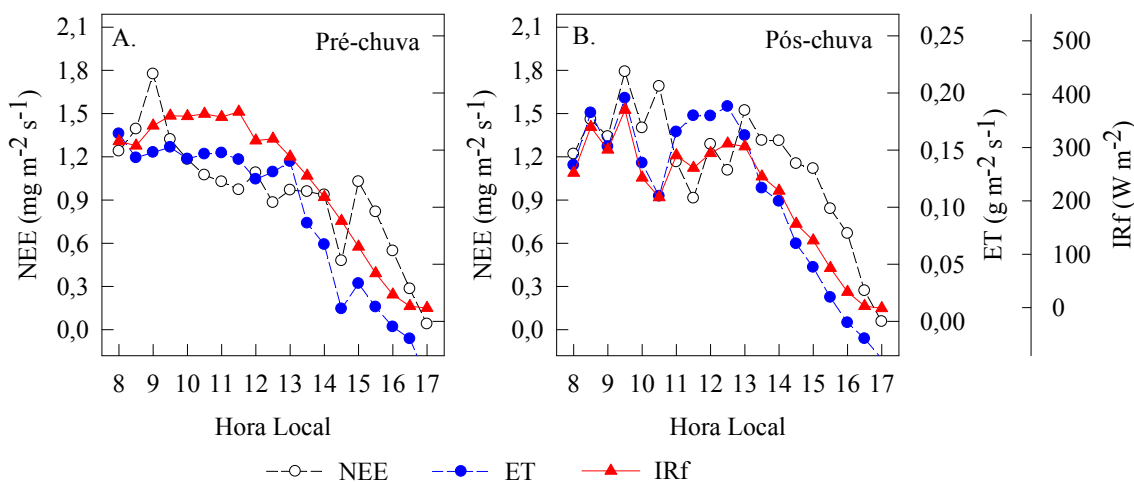 A.
Pré-chuva
NEE (mg m-2 s-1)
2,1
1,8
1,5
1,2
0,9
0,6
0,3
0,0
8 9 10 11 12 13 14 15 16 17
Hora Local
B.
Pós-chuva
NEE (mg m-2 s-1)
2,1
1,8
1,5
1,2
0,9
0,6
0,3
0,0
8 9 10 11 12 13 14 15 16 17
Hora Local
0,25
0,20
0,15
0,10
0,05
0,00
ET (g m-2 s-1)
500
400
300
200
100
0
IRf (W m-2)
NEE ET IRf